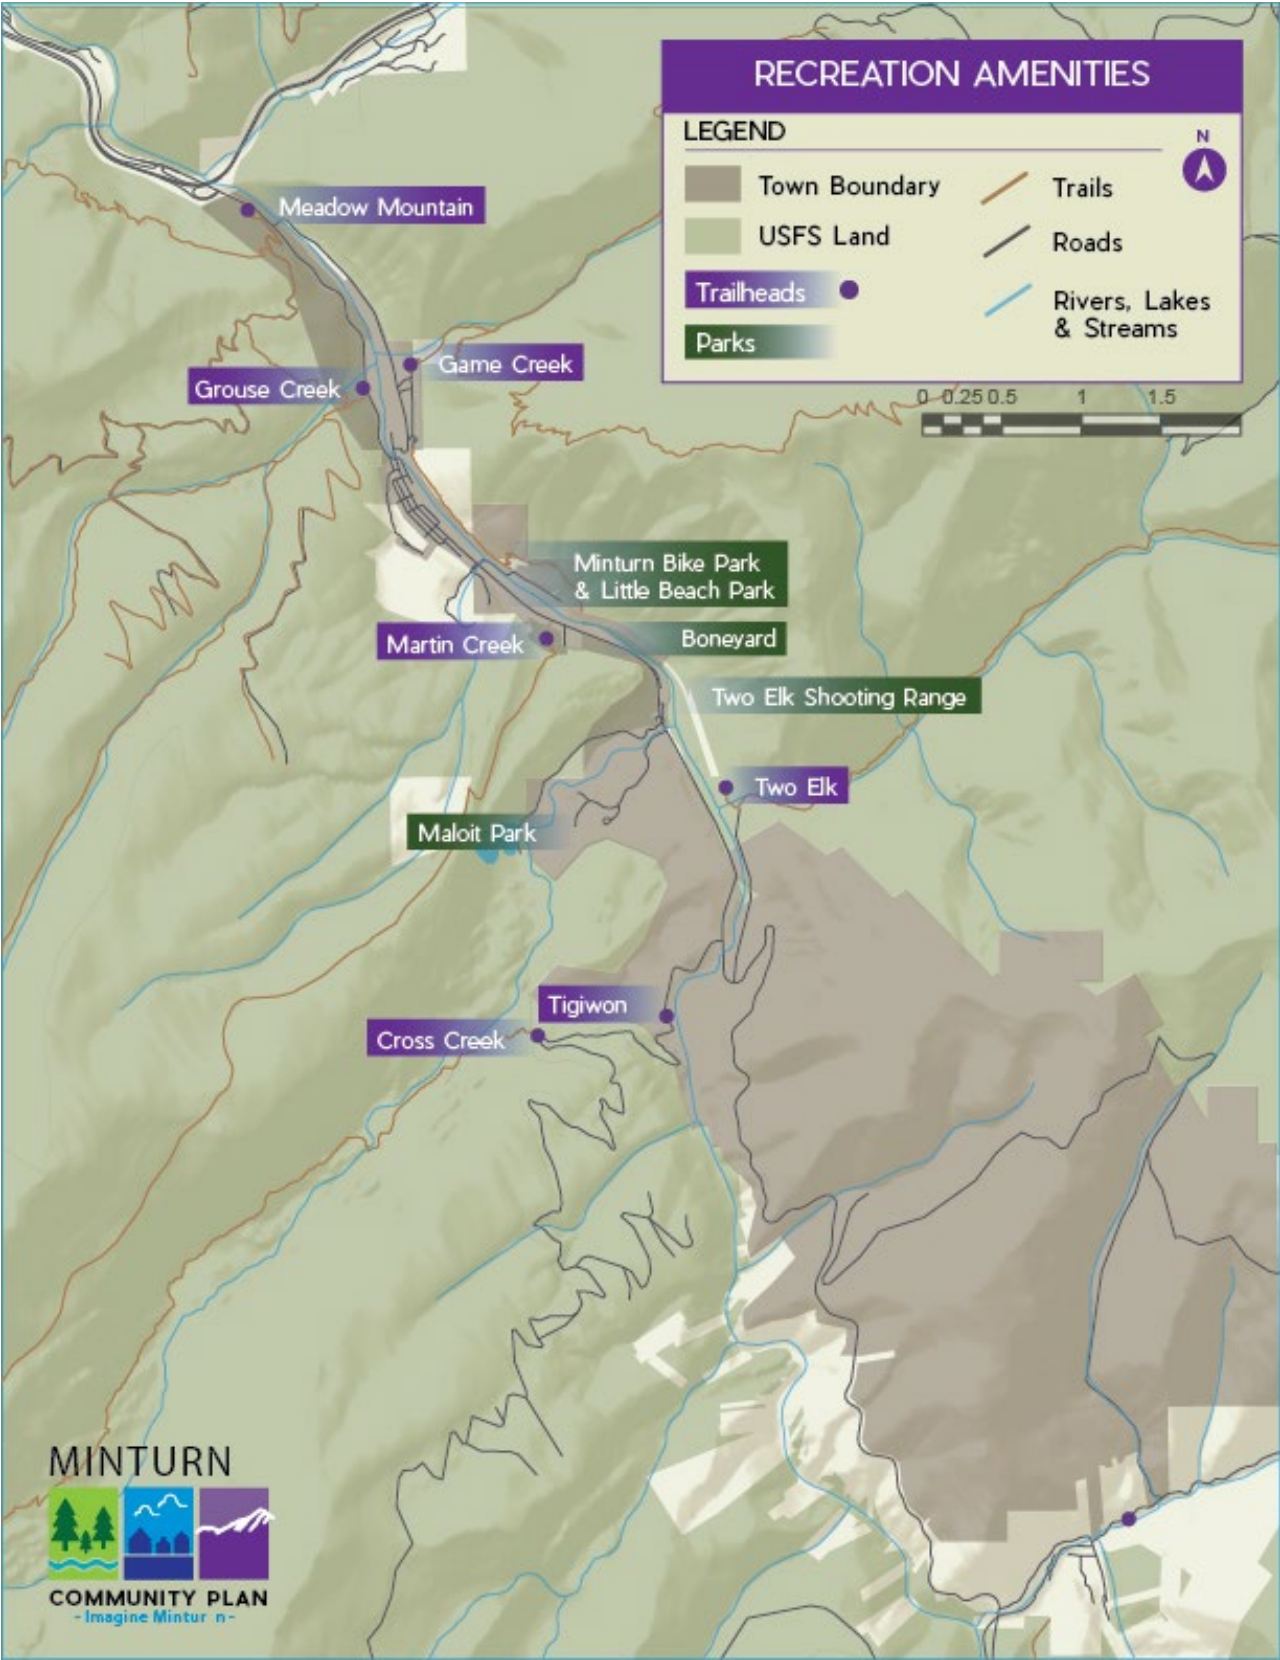 RECREATION AMENITIES
LEGEND
N
Town Boundary
Trails
USFS Land
Roads
Trailheads
Rivers, Lakes
& Streams
Parks
0 0.25 0.5 1 1.5
Meadow Mountain
Game Creek
Grouse Creek
Minturn Bike Park
& Little Beach Park
Martin Creek
Boneyard
Two Elk Shooting Range
Two Elk
Maloit Park
Tigiwon
Cross Creek
MINTURN
COMMUNITY PLAN
- Imagine Mintur n -